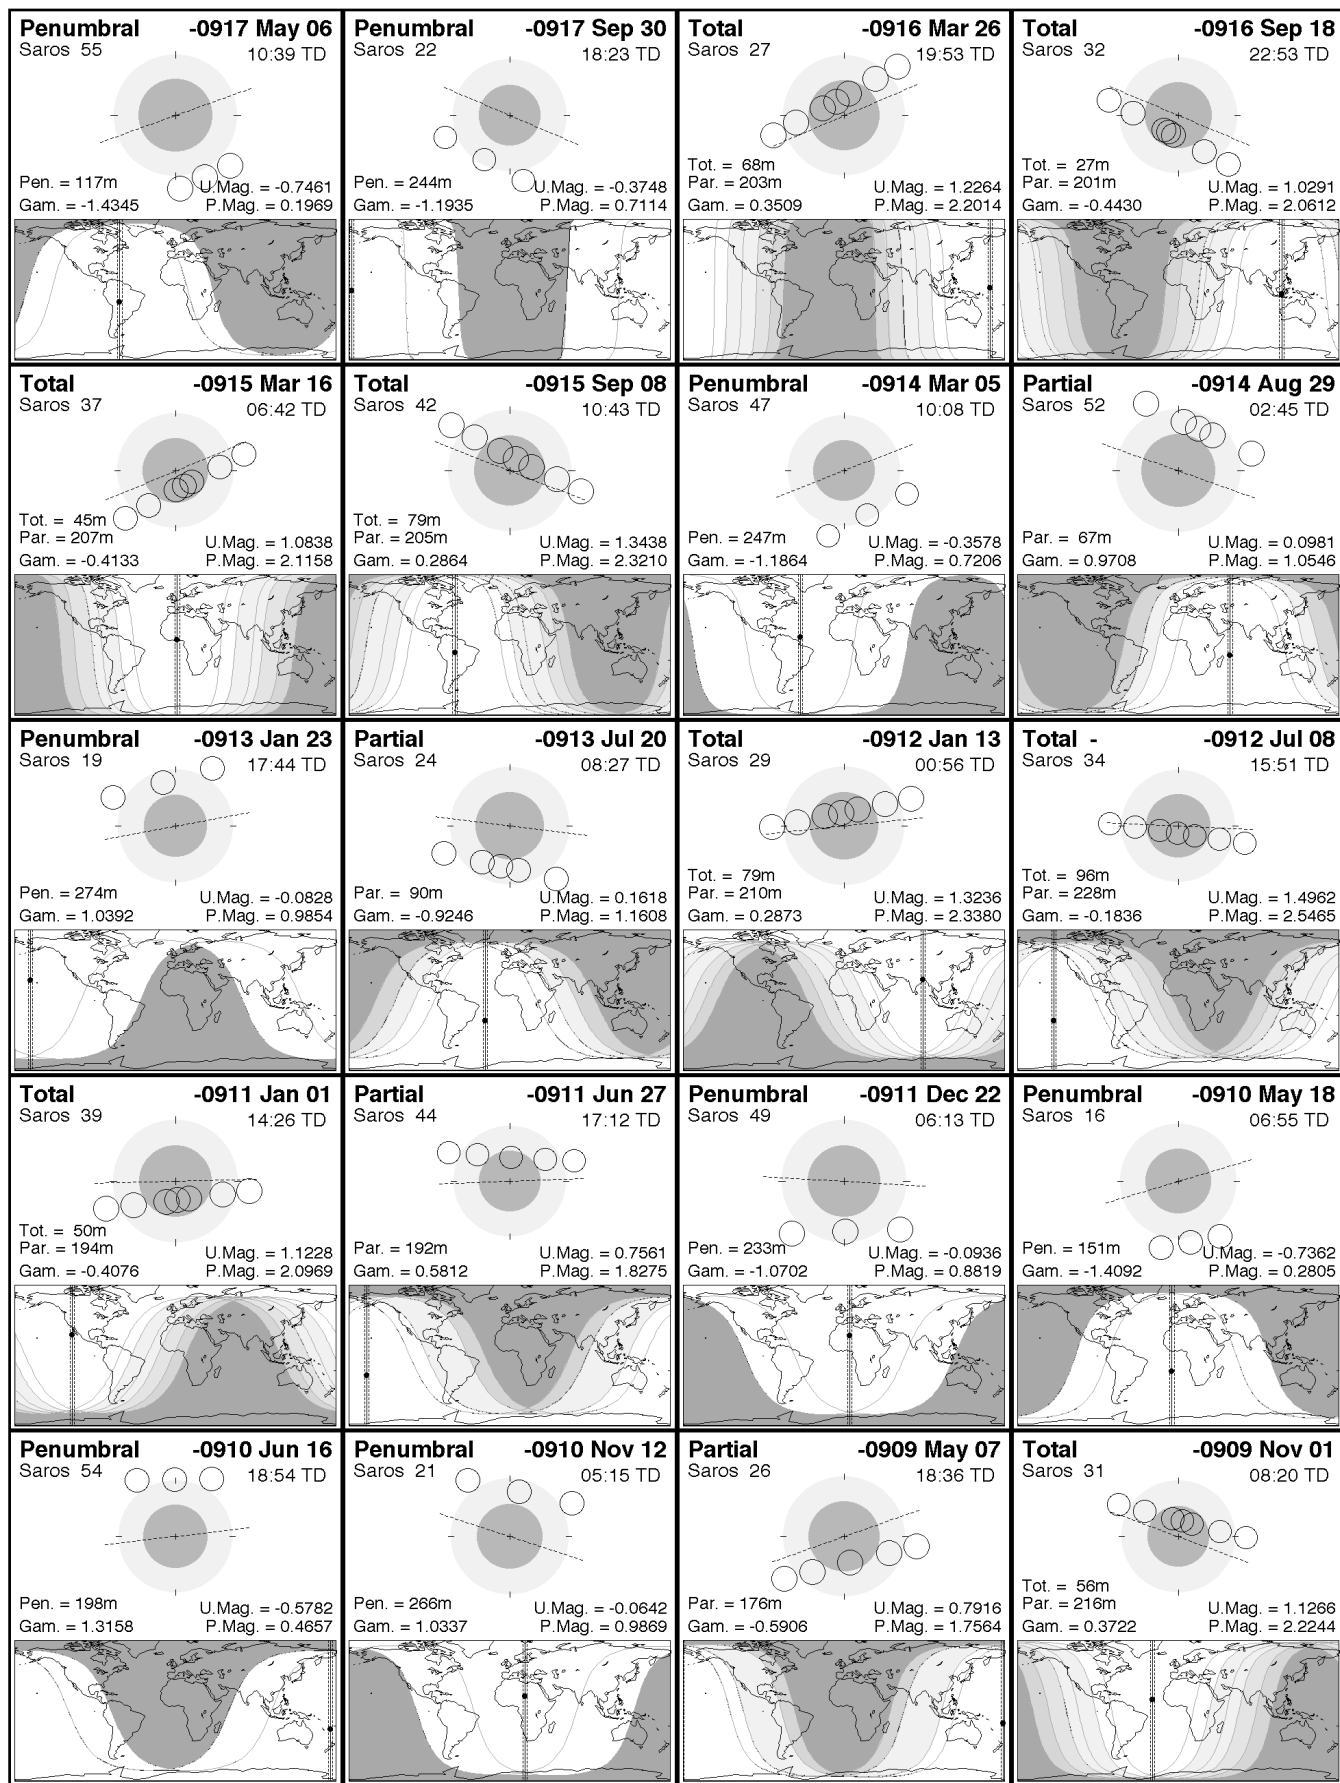 Penumbral -0917 May 06
Saros 55 10:39 TD
Pen. = 117m U.Mag. = -0.7461
Gam. = -1.4345 P.Mag. = 0.1969
Penumbral -0917 Sep 30
Saros 22 18:23 TD
Pen. = 244m U.Mag. = -0.3748
Gam. = -1.1935 P.Mag. = 0.7114
Total -0916 Mar 26
Saros 27 19:53 TD
Tot. = 68m
Par. = 203m U.Mag. = 1.2264
Gam. = 0.3509 P.Mag. = 2.2014
Total -0916 Sep 18
Saros 32 22:53 TD
Tot. = 27m
Par. = 201m U.Mag. = 1.0291
Gam. = -0.4430 P.Mag. = 2.0612
Total -0915 Mar 16
Saros 37 06:42 TD
Tot. = 45m
Par. = 207m U.Mag. = 1.0838
Gam. = -0.4133 P.Mag. = 2.1158
Total -0915 Sep 08
Saros 42 10:43 TD
Tot. = 79m
Par. = 205m U.Mag. = 1.3438
Gam. = 0.2864 P.Mag. = 2.3210
Penumbral -0914 Mar 05
Saros 47 10:08 TD
Pen. = 247m U.Mag. = -0.3578
Gam. = -1.1864 P.Mag. = 0.7206
Partial -0914 Aug 29
Saros 52 02:45 TD
Par. = 67m U.Mag. = 0.0981
Gam. = 0.9708 P.Mag. = 1.0546
Penumbral -0913 Jan 23
Saros 19 17:44 TD
Pen. = 274m U.Mag. = -0.0828
Gam. = 1.0392 P.Mag. = 0.9854
Partial -0913 Jul 20
Saros 24 08:27 TD
Par. = 90m U.Mag. = 0.1618
Gam. = -0.9246 P.Mag. = 1.1608
Total -0912 Jan 13
Saros 29 00:56 TD
Tot. = 79m
Par. = 210m U.Mag. = 1.3236
Gam. = 0.2873 P.Mag. = 2.3380
Total - -0912 Jul 08
Saros 34 15:51 TD
Tot. = 96m
Par. = 228m U.Mag. = 1.4962
Gam. = -0.1836 P.Mag. = 2.5465
Total -0911 Jan 01
Saros 39 14:26 TD
Tot. = 50m
Par. = 194m U.Mag. = 1.1228
Gam. = -0.4076 P.Mag. = 2.0969
Partial -0911 Jun 27
Saros 44 17:12 TD
Par. = 192m U.Mag. = 0.7561
Gam. = 0.5812 P.Mag. = 1.8275
Penumbral -0911 Dec 22
Saros 49 06:13 TD
Pen. = 233m U.Mag. = -0.0936
Gam. = -1.0702 P.Mag. = 0.8819
Penumbral -0910 May 18
Saros 16 06:55 TD
Pen. = 151m U.Mag. = -0.7362
Gam. = -1.4092 P.Mag. = 0.2805
Penumbral -0910 Jun 16
Saros 54 18:54 TD
Pen. = 198m U.Mag. = -0.5782
Gam. = 1.3158 P.Mag. = 0.4657
Penumbral -0910 Nov 12
Saros 21 05:15 TD
Pen. = 266m U.Mag. = -0.0642
Gam. = 1.0337 P.Mag. = 0.9869
Partial -0909 May 07
Saros 26 18:36 TD
Par. = 176m U.Mag. = 0.7916
Gam. = -0.5906 P.Mag. = 1.7564
Total -0909 Nov 01
Saros 31 08:20 TD
Tot. = 56m
Par. = 216m U.Mag. = 1.1266
Gam. = 0.3722 P.Mag. = 2.2244